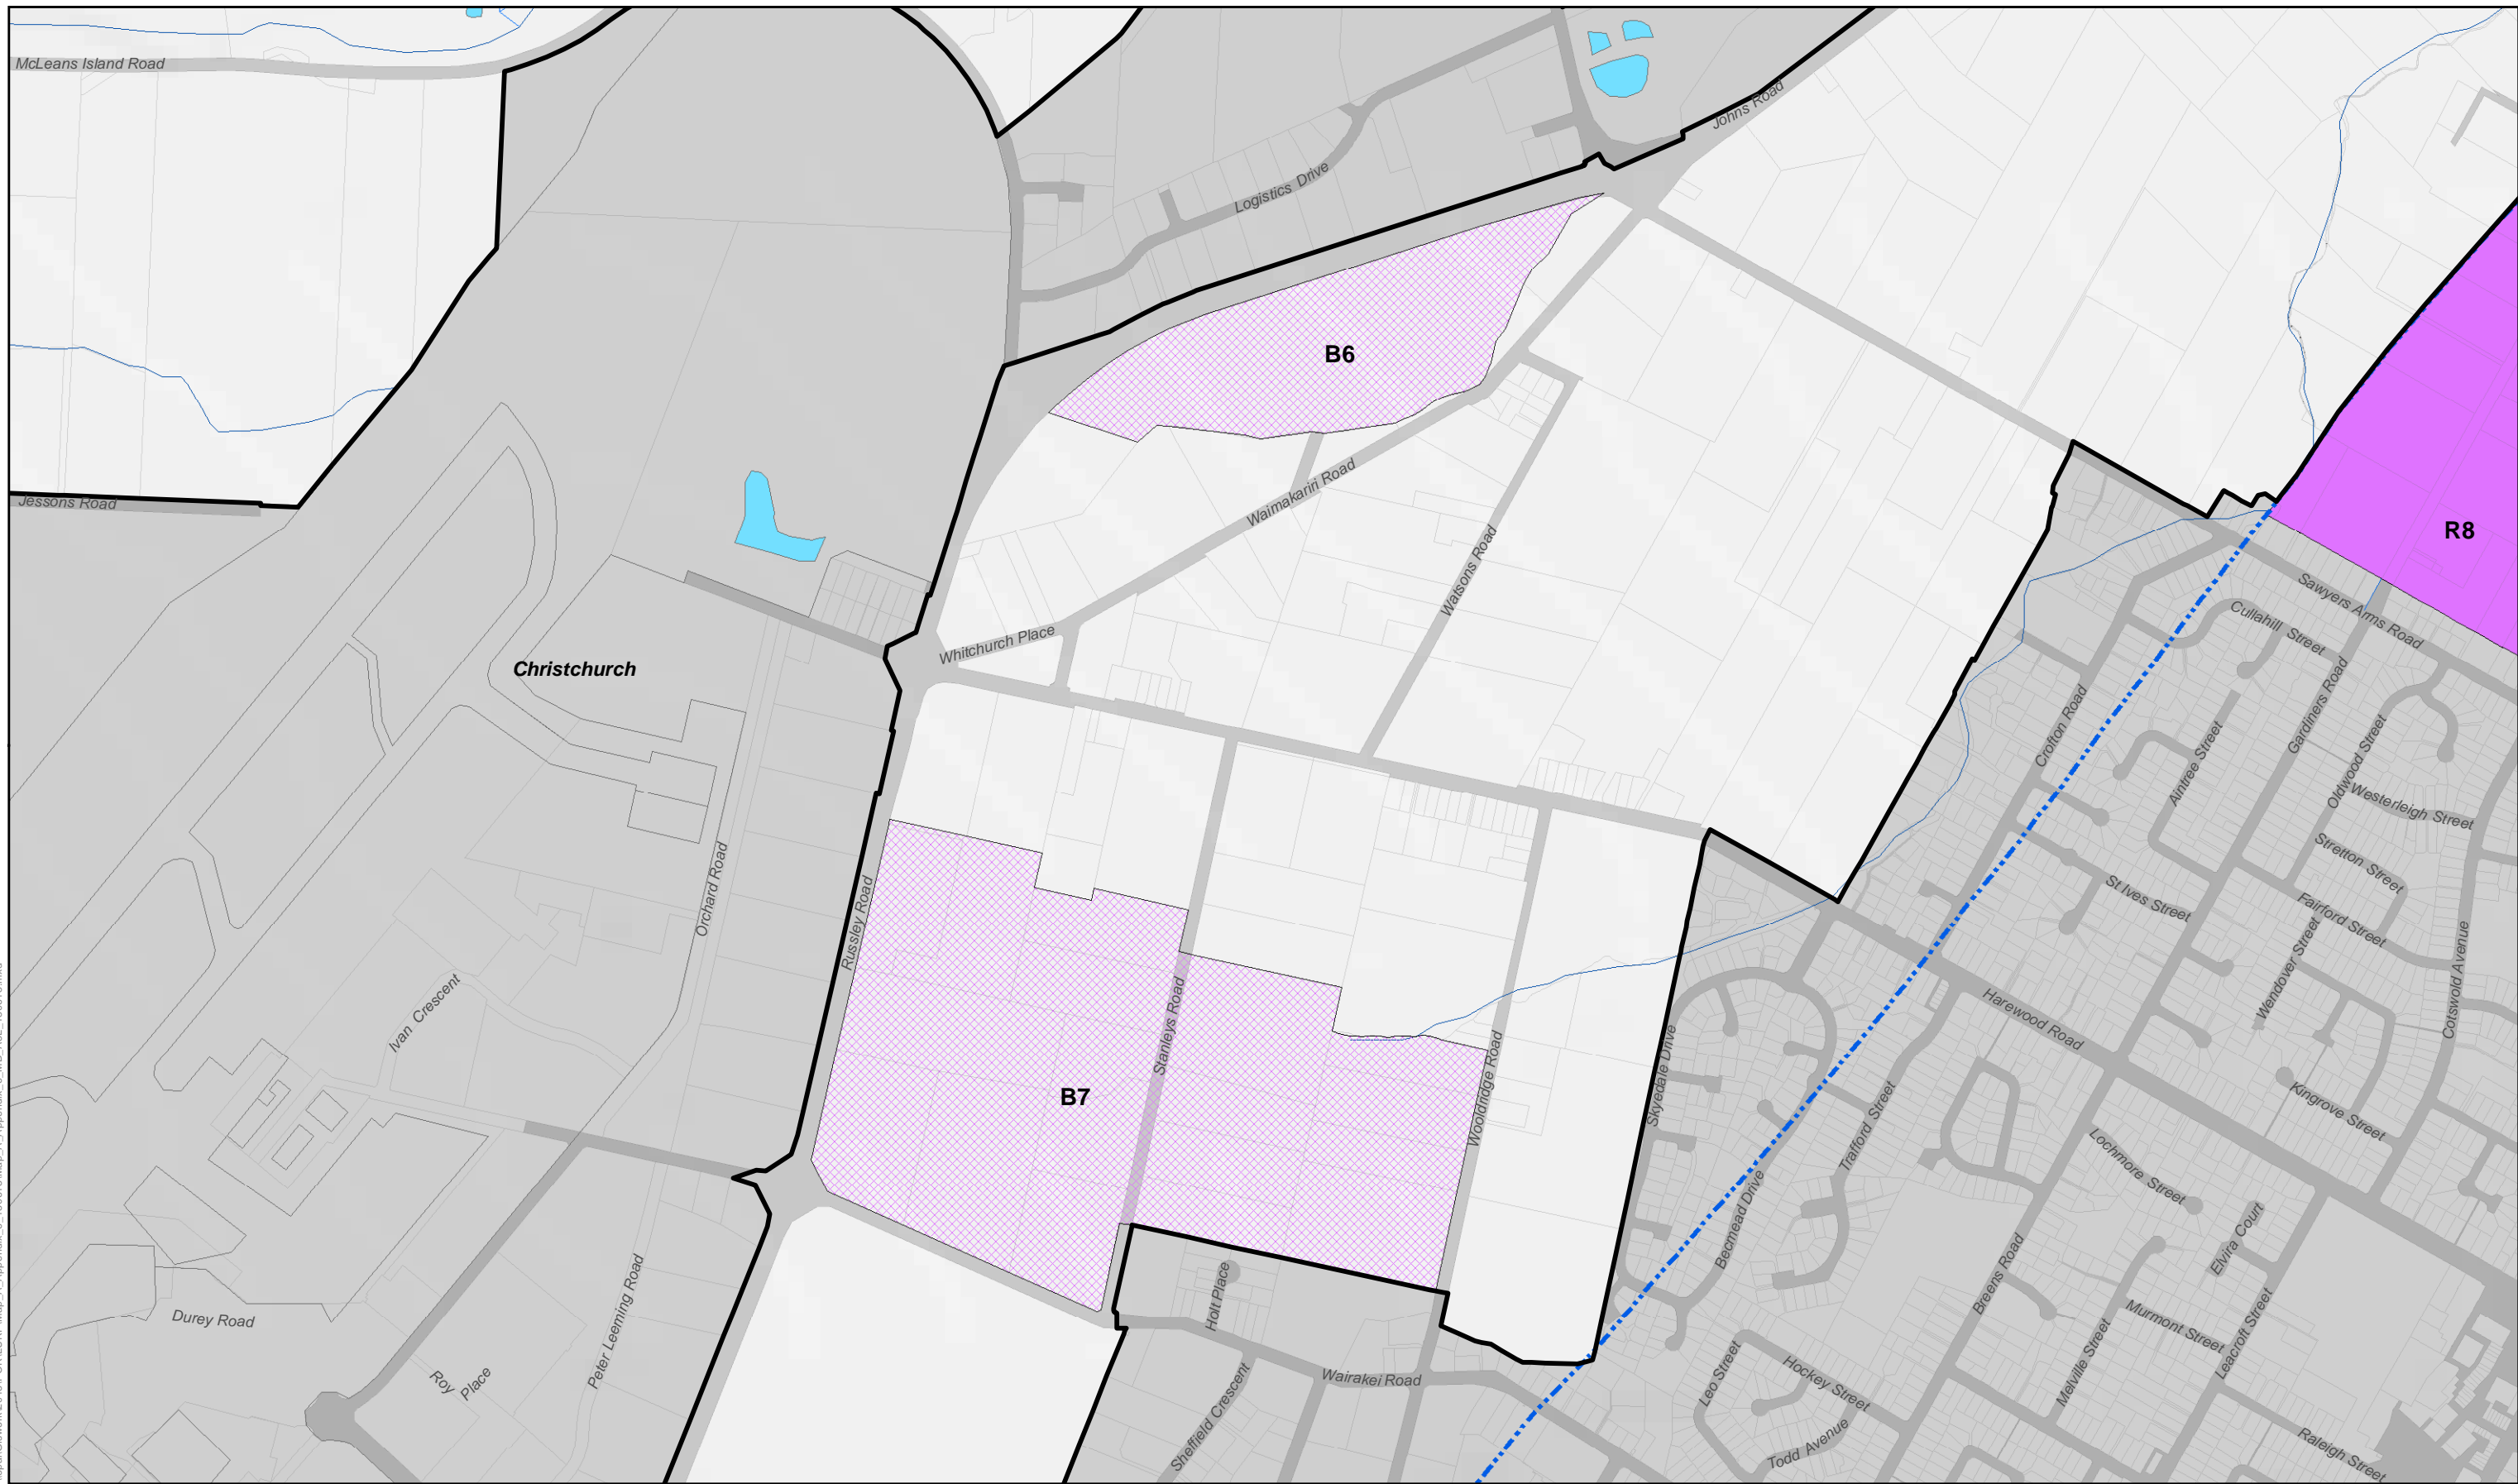 McLeans Island Road
Johns Road
Logistics Drive
B6
Jessons Road
Waimakariri Road
Watsons Road
R8
Sawyers Arms Road
Cullahill Street
Whitchurch Place
Christchurch
Gardiners Road
Crofton Road
Oldwood Street
Aintree Street
Westerleigh Street
Stretton Street
St Ives Street
Fairford Street
Orchard Road
Russley Road
Wendover Street
Cotswold Avenue
Ivan Crescent
Stanleys Road
Harewood Road
Skyedale Drive
Wooldridge Road
B7
Trafford Street
Kingrove Street
Lochmore Street
Becmead Drive
Elvira Court
Breens Road
Holt Place
Durey Road
Peter Leeming Road
Murmont Street
Leacroft Street
Melville Street
Roy Place
Wairakei Road
Leo Street
Hockey Street
Sheffield Crescent
Todd Avenue
Raleigh Street